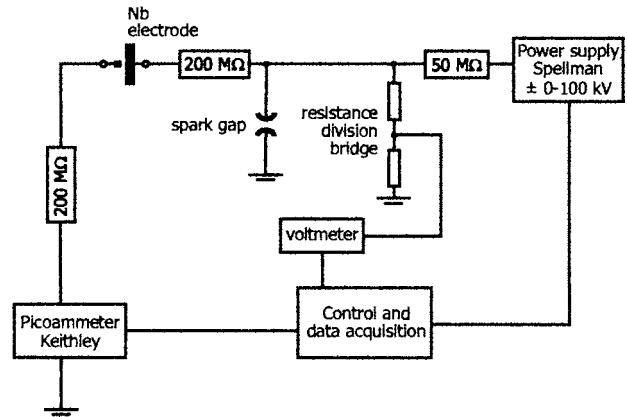 Nb
electrode
200 MΩ
50 MΩ
Power supply
Spellman
± 0-100 kV
spark gap
resistance
division
bridge
200 MΩ
voltmeter
Picoammeter
Keithley
Control and
data acquisition